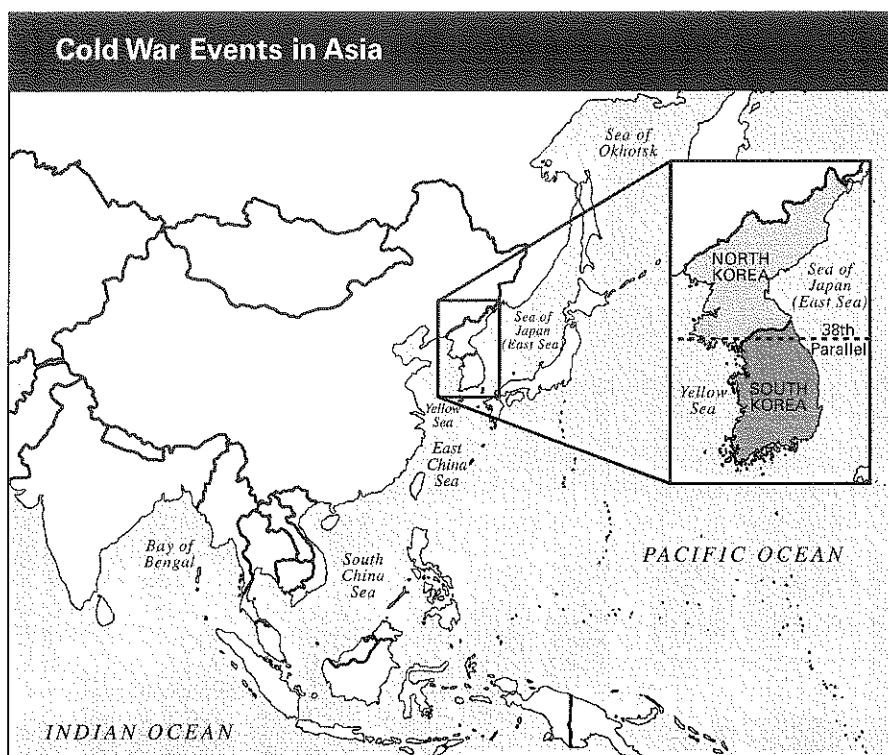 Cold War Events in Asia
Sea of
Okhotsk
NORTH
KOREA
Sea of
Japan
(East Sea)
38th
Parallel
Yellow
Sea
SOUTH
KOREA
Sea of
Japan
(East Sea)
Yellow
Sea
East
China
Sea
Bay of
Bengal
South
China
Sea
PACIFIC OCEAN
INDIAN OCEAN